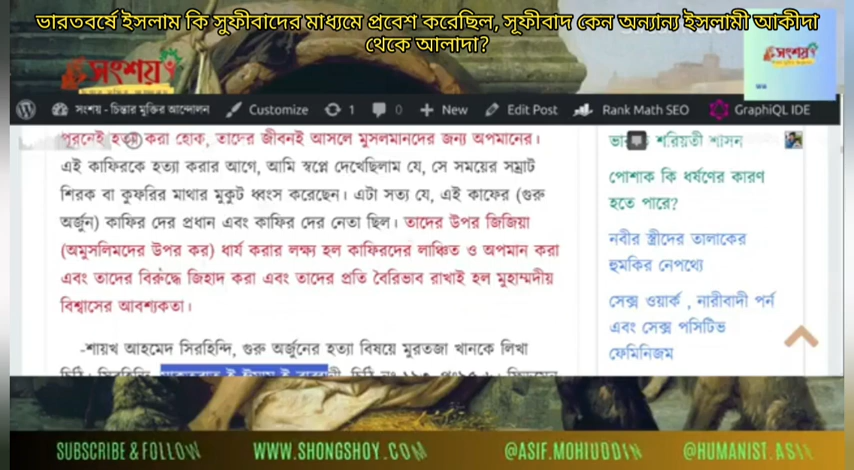 ভারতবর্ষে ইসলাম কি সুফীবাদের মাধ্যমে প্রবেশ করেছিল, সূফীবাদ কেন অন্যান্য ইসলামী আকীদা
থেকে আলাদা?
সংশয়
সংশয় - চিন্তার মুক্তির আন্দোলন Customize 1 0 New Edit Post Rank Math SEO GraphiQL IDE
হত্যা করা হোক, তাদের জীবনই আসলে মুসলমানদের জন্য অপমানের।
এই কাফিরকে হত্যা করার আগে, আমি স্বপ্নে দেখেছিলাম যে, সে সময়ের সম্রাট
শিরক বা কুফরির মাথার মুকুট ধ্বংস করেছেন। এটা সত্য যে, এই কাফের (গুরু
অর্জুন) কাফির দের প্রধান এবং কাফির দের নেতা ছিল। তাদের উপর জিজিয়া
(অমুসলিমদের উপর কর) ধার্য করার লক্ষ্য হল কাফিরদের লাঞ্চিত ও অপমান করা
এবং তাদের বিরুদ্ধে জিহাদ করা এবং তাদের প্রতি বৈরিভাব রাখাই হল মুহাম্মদীয়
বিশ্বাসের আবশ্যকতা।
-শায়খ আহমেদ সিরহিন্দি, গুরু অর্জুনের হত্যা বিষয়ে মুরতজা খানকে লিখা
শরিয়তী শাসন
পোশাক কি ধর্ষণের কারণ
হতে পারে?
নবীর স্ত্রীদের তালাকের
হুমকির নেপথ্যে
সেক্স ওয়ার্ক , নারীবাদী পর্ন
এবং সেক্স পসিটিভ
ফেমিনিজম
SUBSCRIBE & FOLLOW WWW.SHONGSHOY.COM @ASIF.MOHIUDDIN @HUMANIST.ASIF